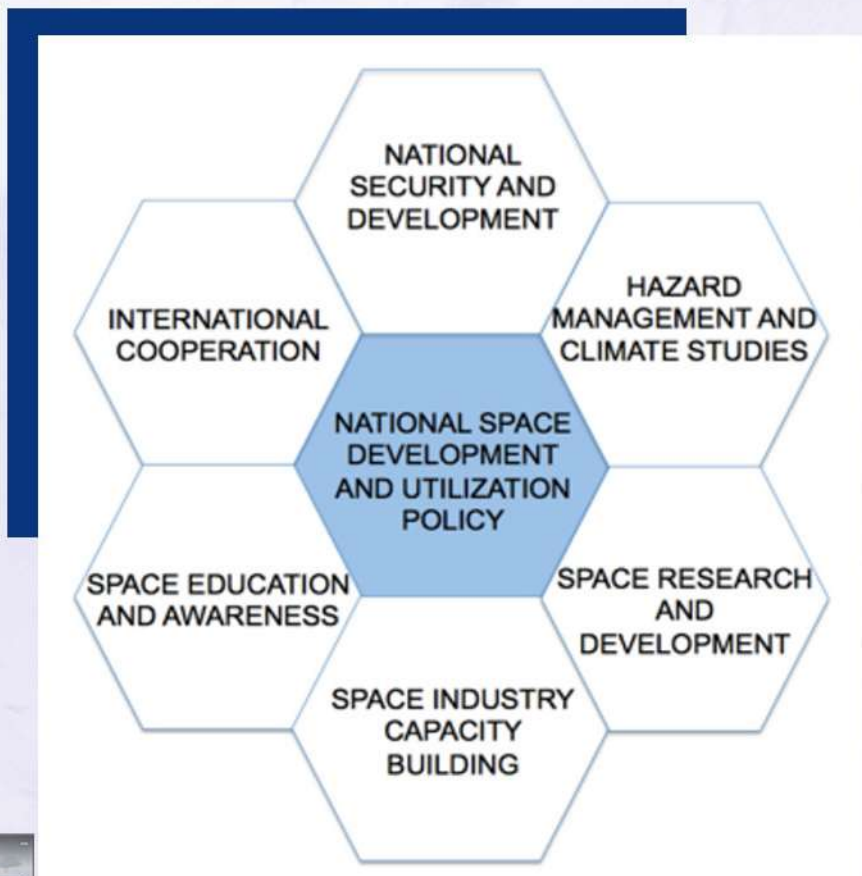 NATIONAL
SECURITY AND
DEVELOPMENT
HAZARD
MANAGEMENT AND
CLIMATE STUDIES
INTERNATIONAL
COOPERATION
NATIONAL SPACE
DEVELOPMENT
AND UTILIZATION
POLICY
SPACE EDUCATION
AND AWARENESS
SPACE RESEARCH
AND
DEVELOPMENT
SPACE INDUSTRY
CAPACITY
BUILDING